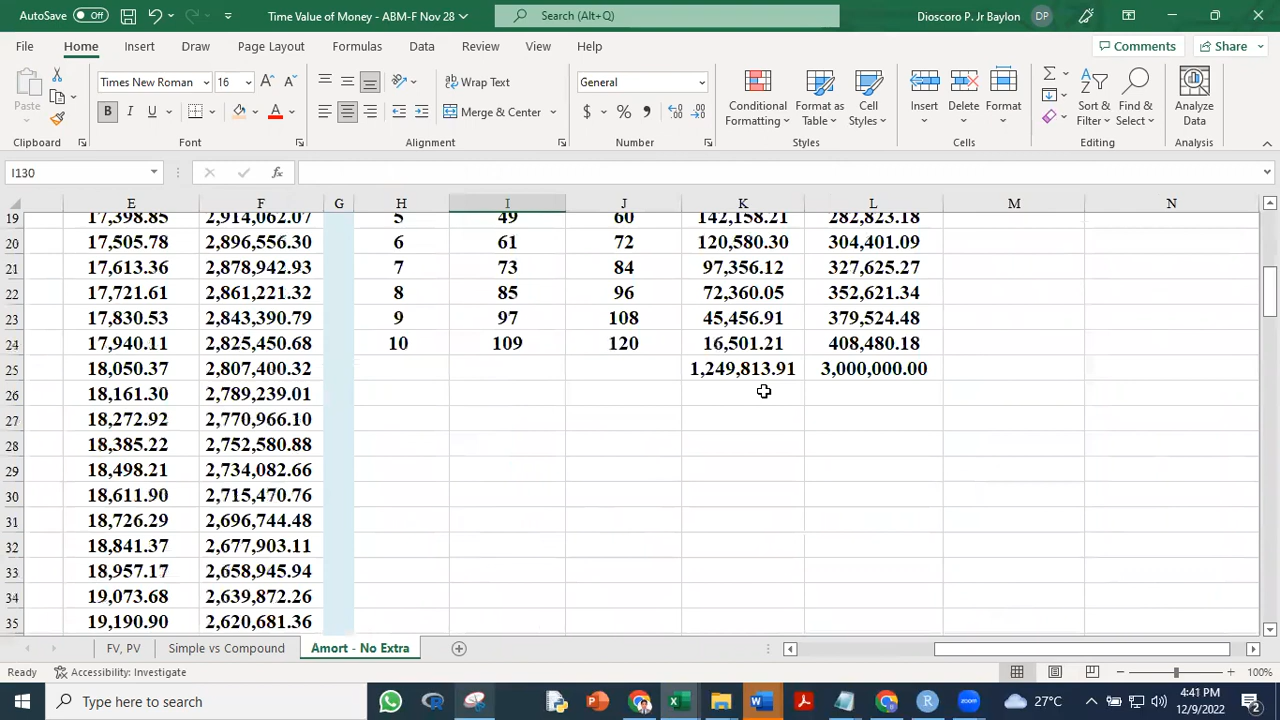 AutoSave Off Time Value of Money - ABM-F Nov 28 Search (Alt+Q) Dioscoro P. Jr Baylon DP
File Home Insert Draw Page Layout Formulas Data Review View Help Comments Share
Paste Times New Roman 16 Wrap Text General
B I U Merge & Center $ % Conditional Formatting Format as Table Cell Styles Insert Delete Format Sort & Filter Find & Select Analyze Data
Clipboard Font Alignment Number Styles Cells Editing Analysis
I130 fx
E F G H I J K L M N
19 17,398.85 2,914,062.07 5 49 60 142,158.21 282,823.18
20 17,505.78 2,896,556.30 6 61 72 120,580.30 304,401.09
21 17,613.36 2,878,942.93 7 73 84 97,356.12 327,625.27
22 17,721.61 2,861,221.32 8 85 96 72,360.05 352,621.34
23 17,830.53 2,843,390.79 9 97 108 45,456.91 379,524.48
24 17,940.11 2,825,450.68 10 109 120 16,501.21 408,480.18
25 18,050.37 2,807,400.32 1,249,813.91 3,000,000.00
26 18,161.30 2,789,239.01
27 18,272.92 2,770,966.10
28 18,385.22 2,752,580.88
29 18,498.21 2,734,082.66
30 18,611.90 2,715,470.76
31 18,726.29 2,696,744.48
32 18,841.37 2,677,903.11
33 18,957.17 2,658,945.94
34 19,073.68 2,639,872.26
35 19,190.90 2,620,681.36
FV, PV Simple vs Compound Amort - No Extra
Ready Accessibility: Investigate 100%
Type here to search 27°C 4:41 PM
12/9/2022 2